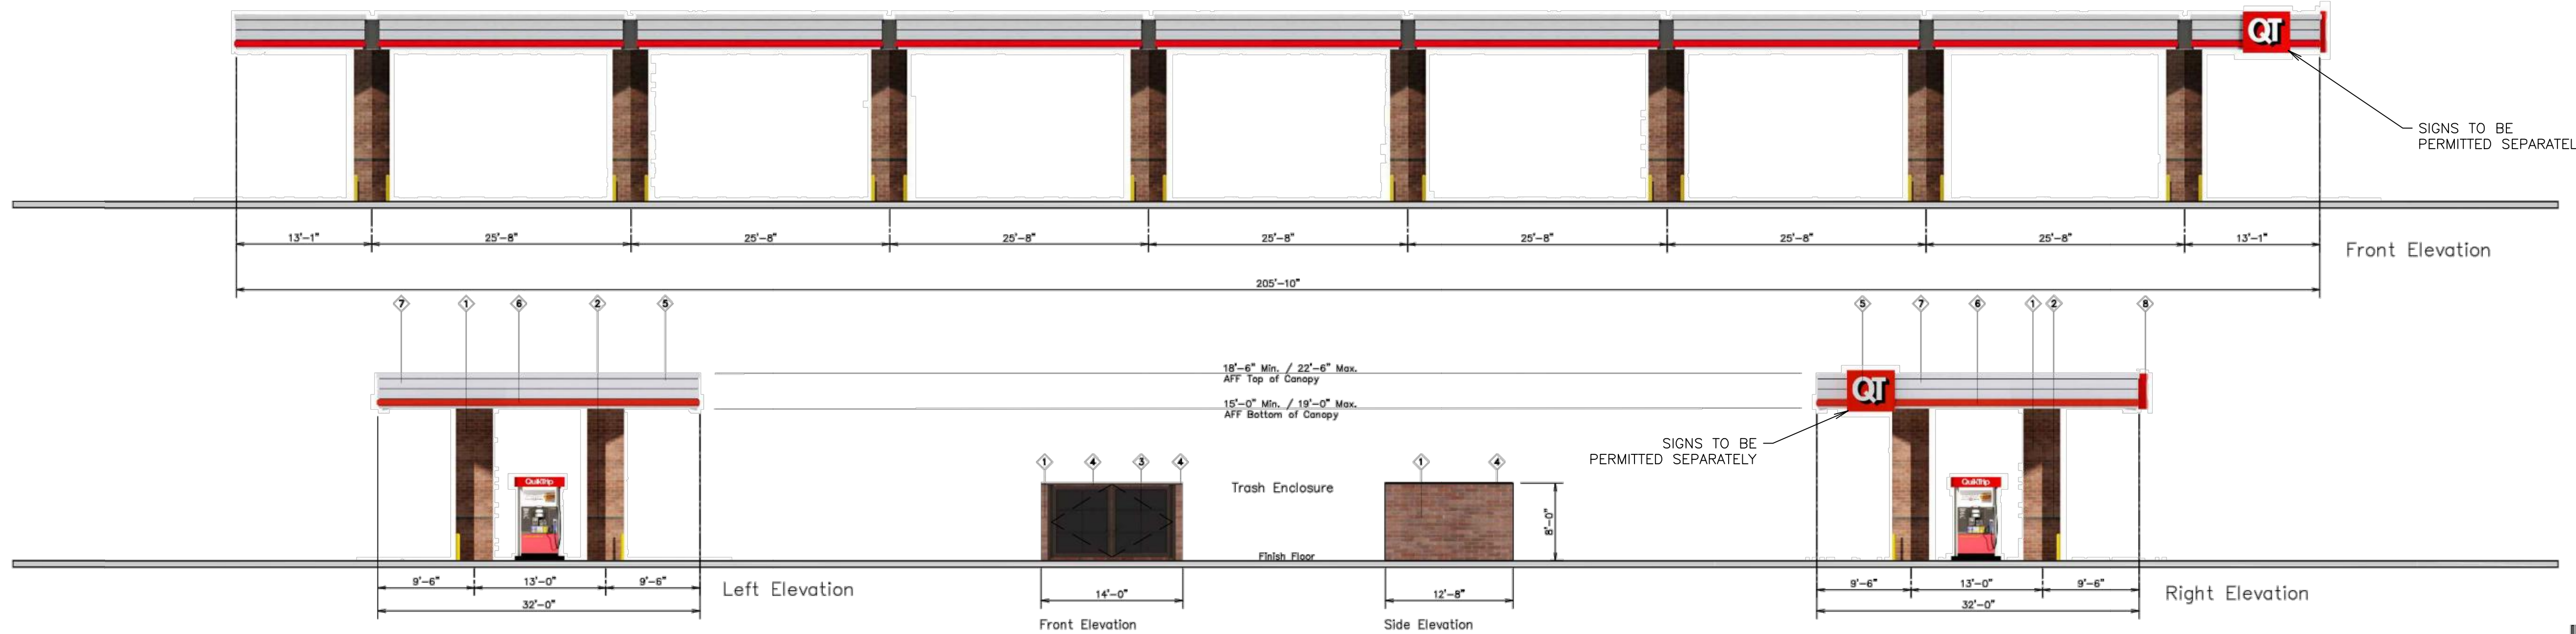 QT
SIGNS TO BE
PERMITTED SEPARATEL
13'-1"
25'-8"
25'-8"
25'-8"
25'-8"
25'-8"
25'-8"
25'-8"
13'-1"
Front Elevation
205'-10"
7
1
6
2
5
5
7
6
1
2
8
18'-6" Min. / 22'-6" Max.
AFF Top of Canopy
15'-0" Min. / 19'-0" Max.
AFF Bottom of Canopy
QT
SIGNS TO BE
PERMITTED SEPARATELY
1
4
3
4
1
4
QuikTrip
Trash Enclosure
8'-0"
QuikTrip
Finish Floor
9'-6"
13'-0"
9'-6"
Left Elevation
32'-0"
14'-0"
Front Elevation
12'-8"
Side Elevation
9'-6"
13'-0"
9'-6"
Right Elevation
32'-0"